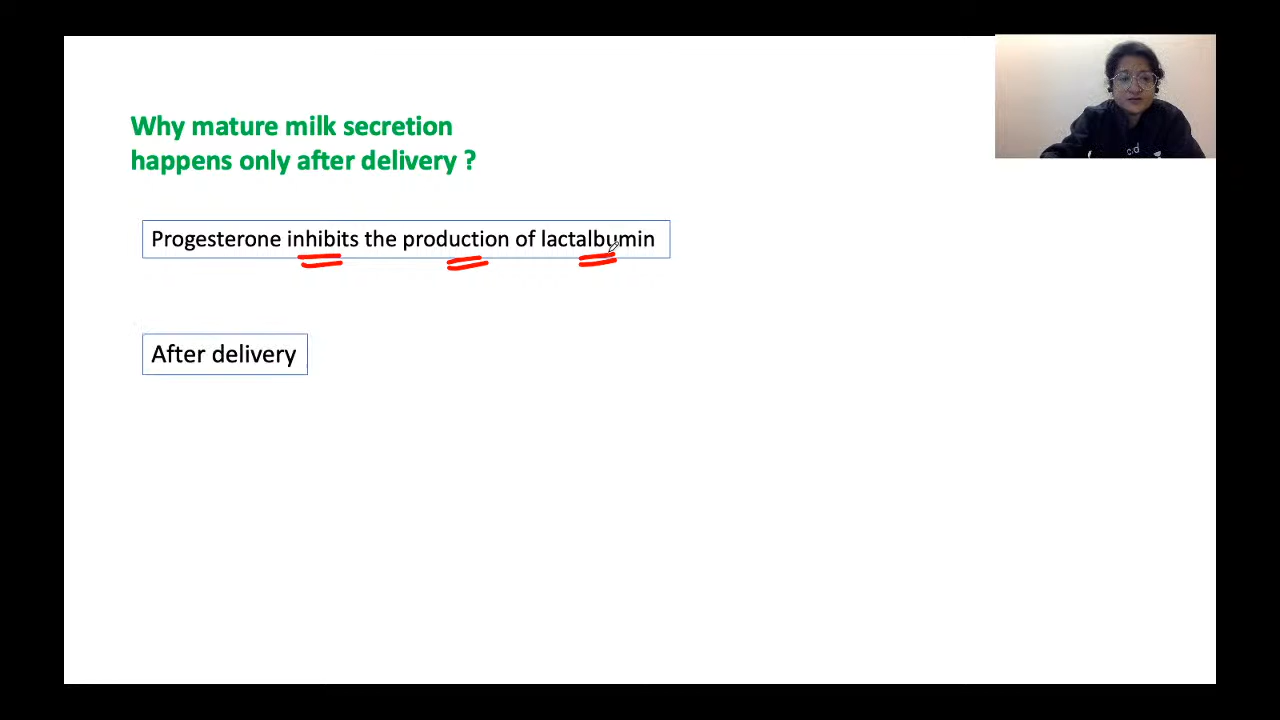 Why mature milk secretion
happens only after delivery ?
Progesterone inhibits the production of lactalbumin
After delivery